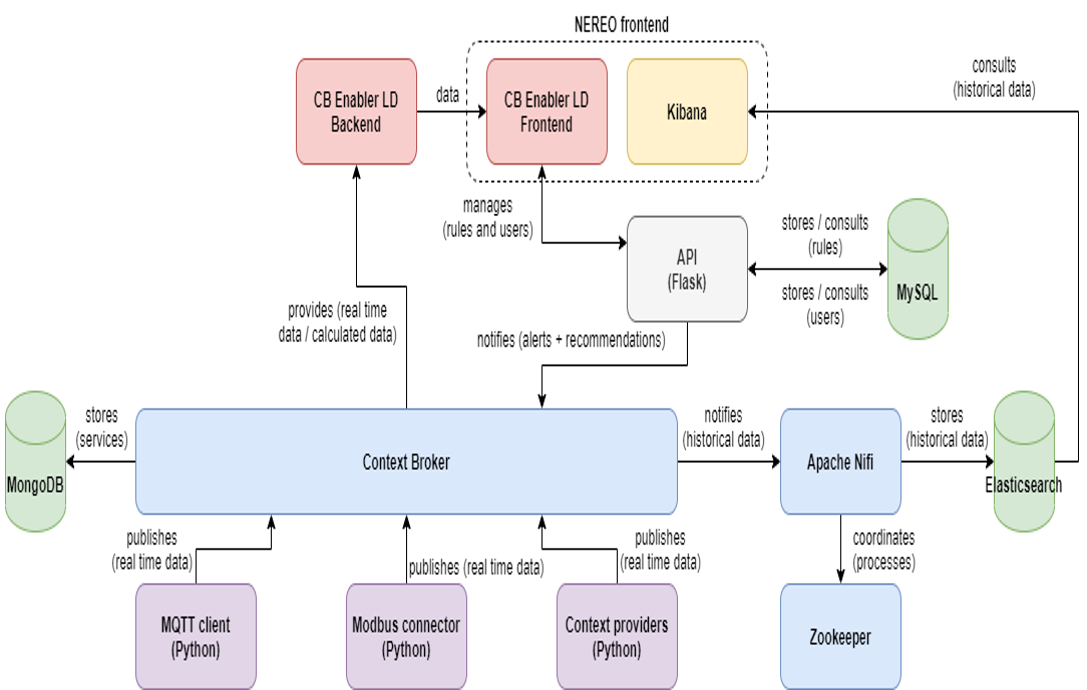 NEREO frontend
CB Enabler LD
Backend
data
CB Enabler LD
Frontend
Kibana
consults
(historical data)
manages
(rules and users)
API
(Flask)
stores / consults
(rules)
stores / consults
(users)
MySQL
provides (real time
data / calculated data)
notifies (alerts + recommendations)
MongoDB
stores
(services)
Context Broker
notifies
(historical data)
Apache Nifi
stores
(historical data)
Elasticsearch
publishes
(real time data)
publishes (real time data)
publishes
(real time data)
coordinates
(processes)
MQTT client
(Python)
Modbus connector
(Python)
Context providers
(Python)
Zookeeper